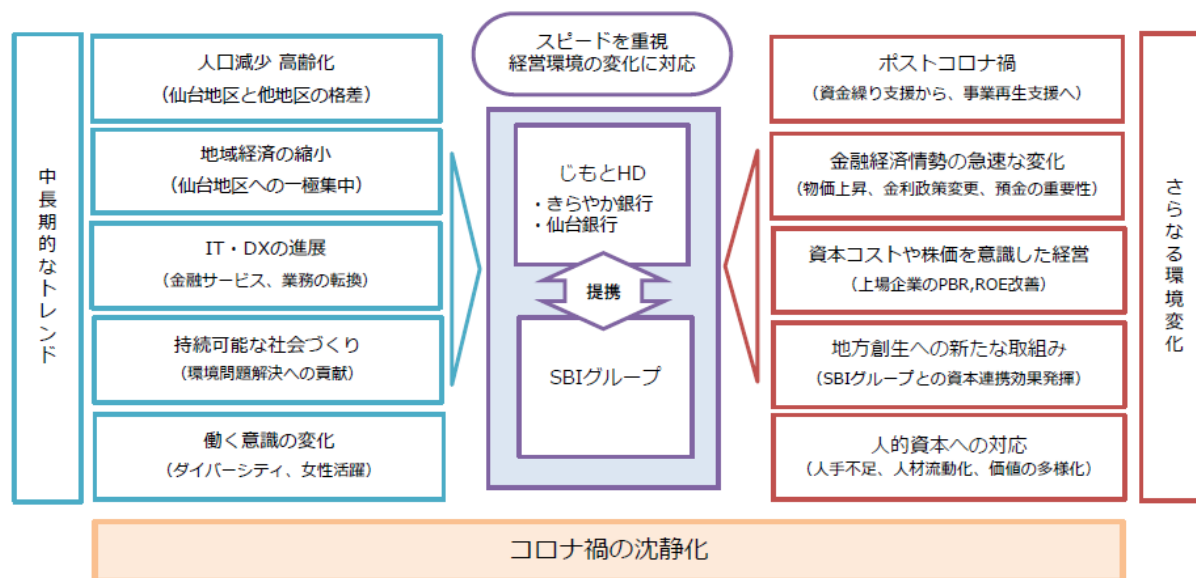 中長期的なトレンド
人口減少 高齢化
(仙台地区と他地区の格差)
地域経済の縮小
(仙台地区への一極集中)
IT・DXの進展
(金融サービス、業務の転換)
持続可能な社会づくり
(環境問題解決への貢献)
働く意識の変化
(ダイバーシティ、女性活躍)
スピードを重視
経営環境の変化に対応
じもとHD
・きらやか銀行
・仙台銀行
提携
SBIグループ
ポストコロナ禍
(資金繰り支援から、事業再生支援へ)
金融経済情勢の急速な変化
(物価上昇、金利政策変更、預金の重要性)
資本コストや株価を意識した経営
(上場企業のPBR,ROE改善)
地方創生への新たな取組み
(SBIグループとの資本連携効果発揮)
人的資本への対応
(人手不足、人材流動化、価値の多様化)
さらなる環境変化
コロナ禍の沈静化